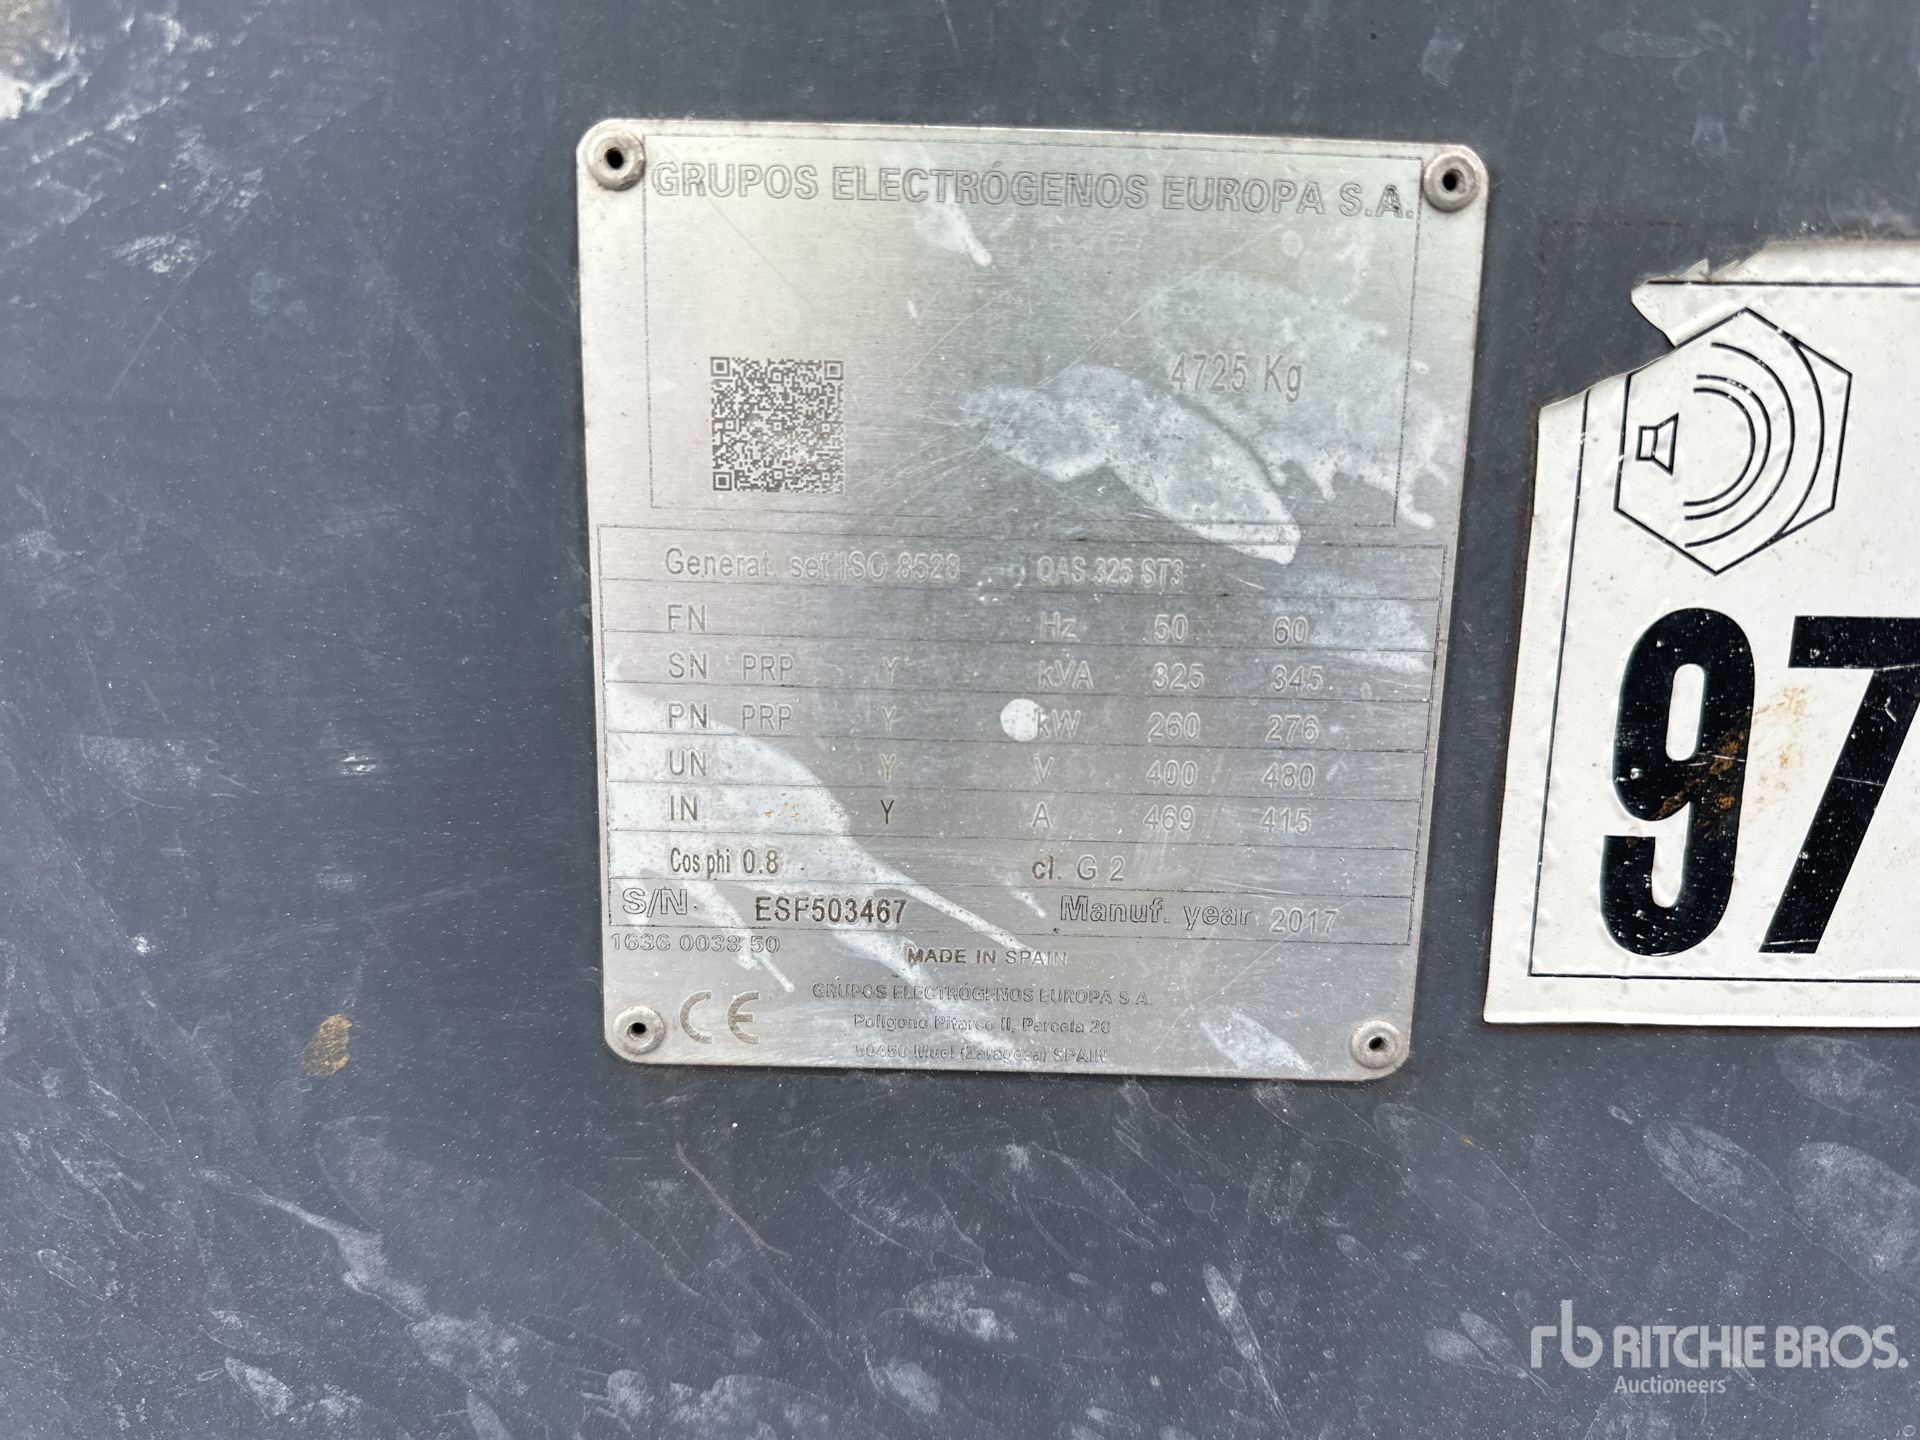 GRUPOS ELECTRÓGENOS EUROPA S.A.
4725 Kg
Generat. set ISO 8528 QAS 325 ST3
FN Hz 50 60
SN PRP Y kVA 325 345
PN PRP Y kW 260 276
UN Y V 400 480
IN Y A 469 415
Cos phi 0.8 cl. G 2
S/N. ESF503467 Manuf. year 2017
1636 0038 50
MADE IN SPAIN
GRUPOS ELECTRÓGENOS EUROPA S.A.
Polígono Pitarco II, Parcela 20
50450 Muel (Zaragoza) SPAIN
CE
97
rb RITCHIE BROS.
Auctioneers